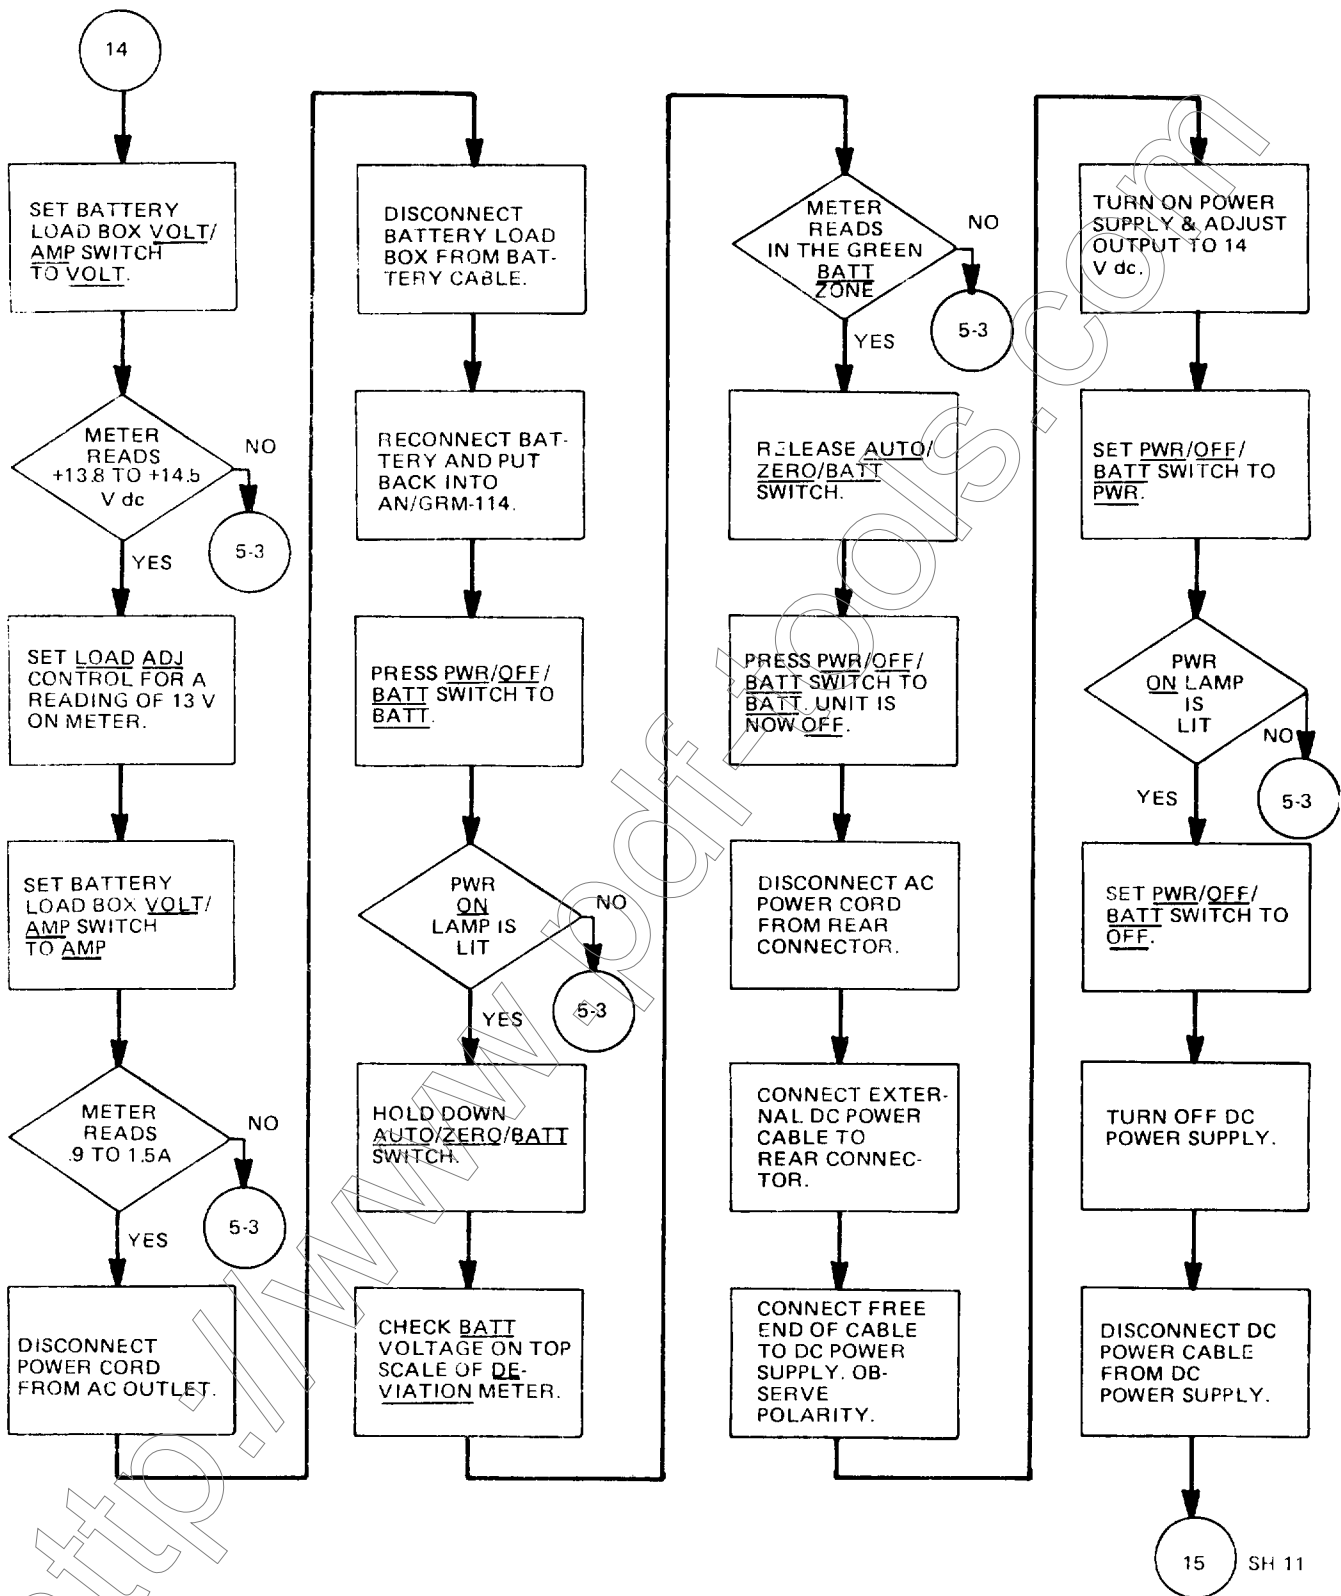 14
SET BATTERY
LOAD BOX VOLT/
AMP SWITCH
TO VOLT.
METER
READS
+13.8 TO +14.5
V dc
NO
5-3
YES
SET LOAD ADJ
CONTROL FOR A
READING OF 13 V
ON METER.
SET BATTERY
LOAD BOX VOLT/
AMP SWITCH
TO AMP
METER
READS
.9 TO 1.5A
NO
5-3
YES
DISCONNECT
POWER CORD
FROM AC OUTLET.
DISCONNECT
BATTERY LOAD
BOX FROM BAT-
TERY CABLE.
RECONNECT BAT-
TERY AND PUT
BACK INTO
AN/GRM-114.
PRESS PWR/OFF/
BATT SWITCH TO
BATT.
PWR
ON
LAMP IS
LIT
NO
5-3
YES
HOLD DOWN
AUTO/ZERO/BATT
SWITCH.
CHECK BATT
VOLTAGE ON TOP
SCALE OF DE-
VIATION METER.
METER
READS
IN THE GREEN
BATT
ZONE
NO
5-3
YES
RELEASE AUTO/
ZERO/BATT
SWITCH.
PRESS PWR/OFF/
BATT SWITCH TO
BATT. UNIT IS
NOW OFF.
DISCONNECT AC
POWER CORD
FROM REAR
CONNECTOR.
CONNECT EXTER-
NAL DC POWER
CABLE TO
REAR CONNEC-
TOR.
CONNECT FREE
END OF CABLE
TO DC POWER
SUPPLY. OB-
SERVE
POLARITY.
TURN ON POWER
SUPPLY & ADJUST
OUTPUT TO 14
V dc.
SET PWR/OFF/
BATT SWITCH TO
PWR.
PWR
ON LAMP
IS
LIT
NO
5-3
YES
SET PWR/OFF/
BATT SWITCH TO
OFF.
TURN OFF DC
POWER SUPPLY.
DISCONNECT DC
POWER CABLE
FROM DC
POWER SUPPLY.
15
SH 11
http://www.pdf-tools.com